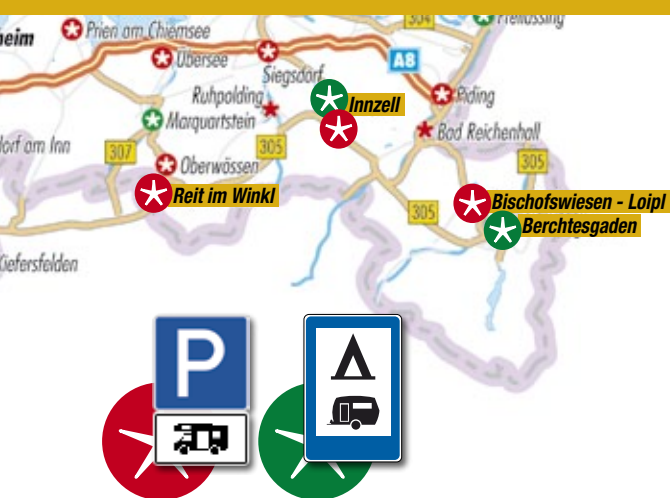 304
Freilassing
heim
Prien am Chiemsee
Übersee
A8
Siegsdorf
Ruhpolding
Innzell
Piding
Marquartstein
Bad Reichenhall
dorf am Inn
307
305
305
Oberwössen
Reit im Winkl
305
Bischofswiesen - Loipl
Berchtesgaden
Kiefersfelden
P